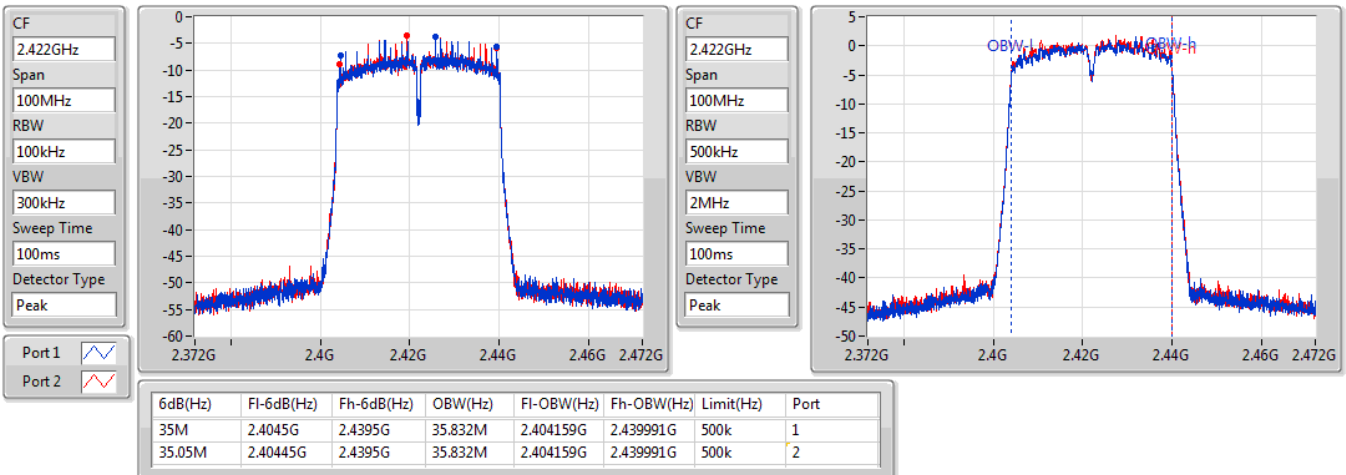 CF
2.422GHz
Span
100MHz
RBW
100kHz
VBW
300kHz
Sweep Time
100ms
Detector Type
Peak
Port 1
Port 2
0
-5
-10
-15
-20
-25
-30
-35
-40
-45
-50
-55
-60
2.372G 2.4G 2.42G 2.44G 2.46G 2.472G
CF
2.422GHz
Span
100MHz
RBW
500kHz
VBW
2MHz
Sweep Time
100ms
Detector Type
Peak
5
0
-5
-10
-15
-20
-25
-30
-35
-40
-45
-50
OBW-l OBW-h
2.372G 2.4G 2.42G 2.44G 2.46G 2.472G
6dB(Hz) Fl-6dB(Hz) Fh-6dB(Hz) OBW(Hz) Fl-OBW(Hz) Fh-OBW(Hz) Limit(Hz) Port
35M 2.4045G 2.4395G 35.832M 2.404159G 2.439991G 500k 1
35.05M 2.40445G 2.4395G 35.832M 2.404159G 2.439991G 500k 2